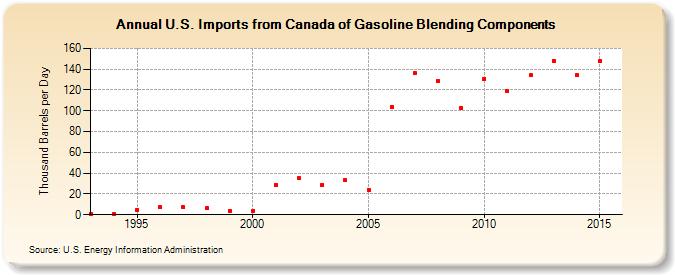 Annual U.S. Imports from Canada of Gasoline Blending Components
Thousand Barrels per Day
160
140
120
100
80
60
40
20
0
1995 2000 2005 2010 2015
Source: U.S. Energy Information Administration